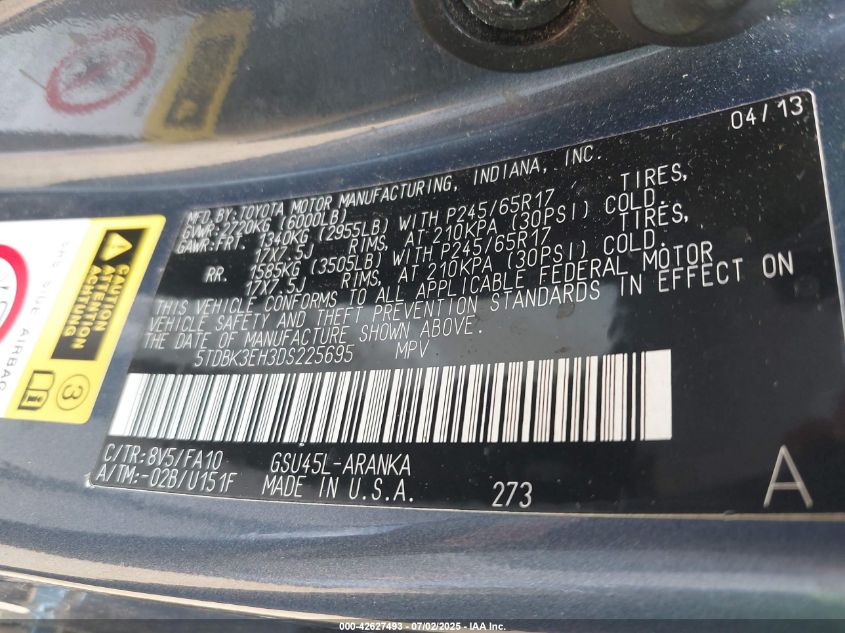 04/13
MFD.BY:TOYOTA MOTOR MANUFACTURING, INDIANA, INC.
GVWR:2720KG (6000LB)
GAWR:FRT. 1340KG (2955LB) WITH P245/65R17 TIRES,
17X7.5J RIMS, AT 210KPA (30PSI) COLD.
RR. 1585KG (3505LB) WITH P245/65R17 TIRES,
17X7.5J RIMS, AT 210KPA (30PSI) COLD.
THIS VEHICLE CONFORMS TO ALL APPLICABLE FEDERAL MOTOR
VEHICLE SAFETY AND THEFT PREVENTION STANDARDS IN EFFECT ON
THE DATE OF MANUFACTURE SHOWN ABOVE.
5TDBK3EH3DS225695 MPV
C/TR:8V5/FA10 GSU45L-ARANKA
A/TM:-02B/U151F MADE IN U.S.A. 273 A
CAUTION
ATTENTION
ACHTUNG
3
i
SRS SIDE AIRBAG
000-42627493 - 07/02/2025 - IAA Inc.